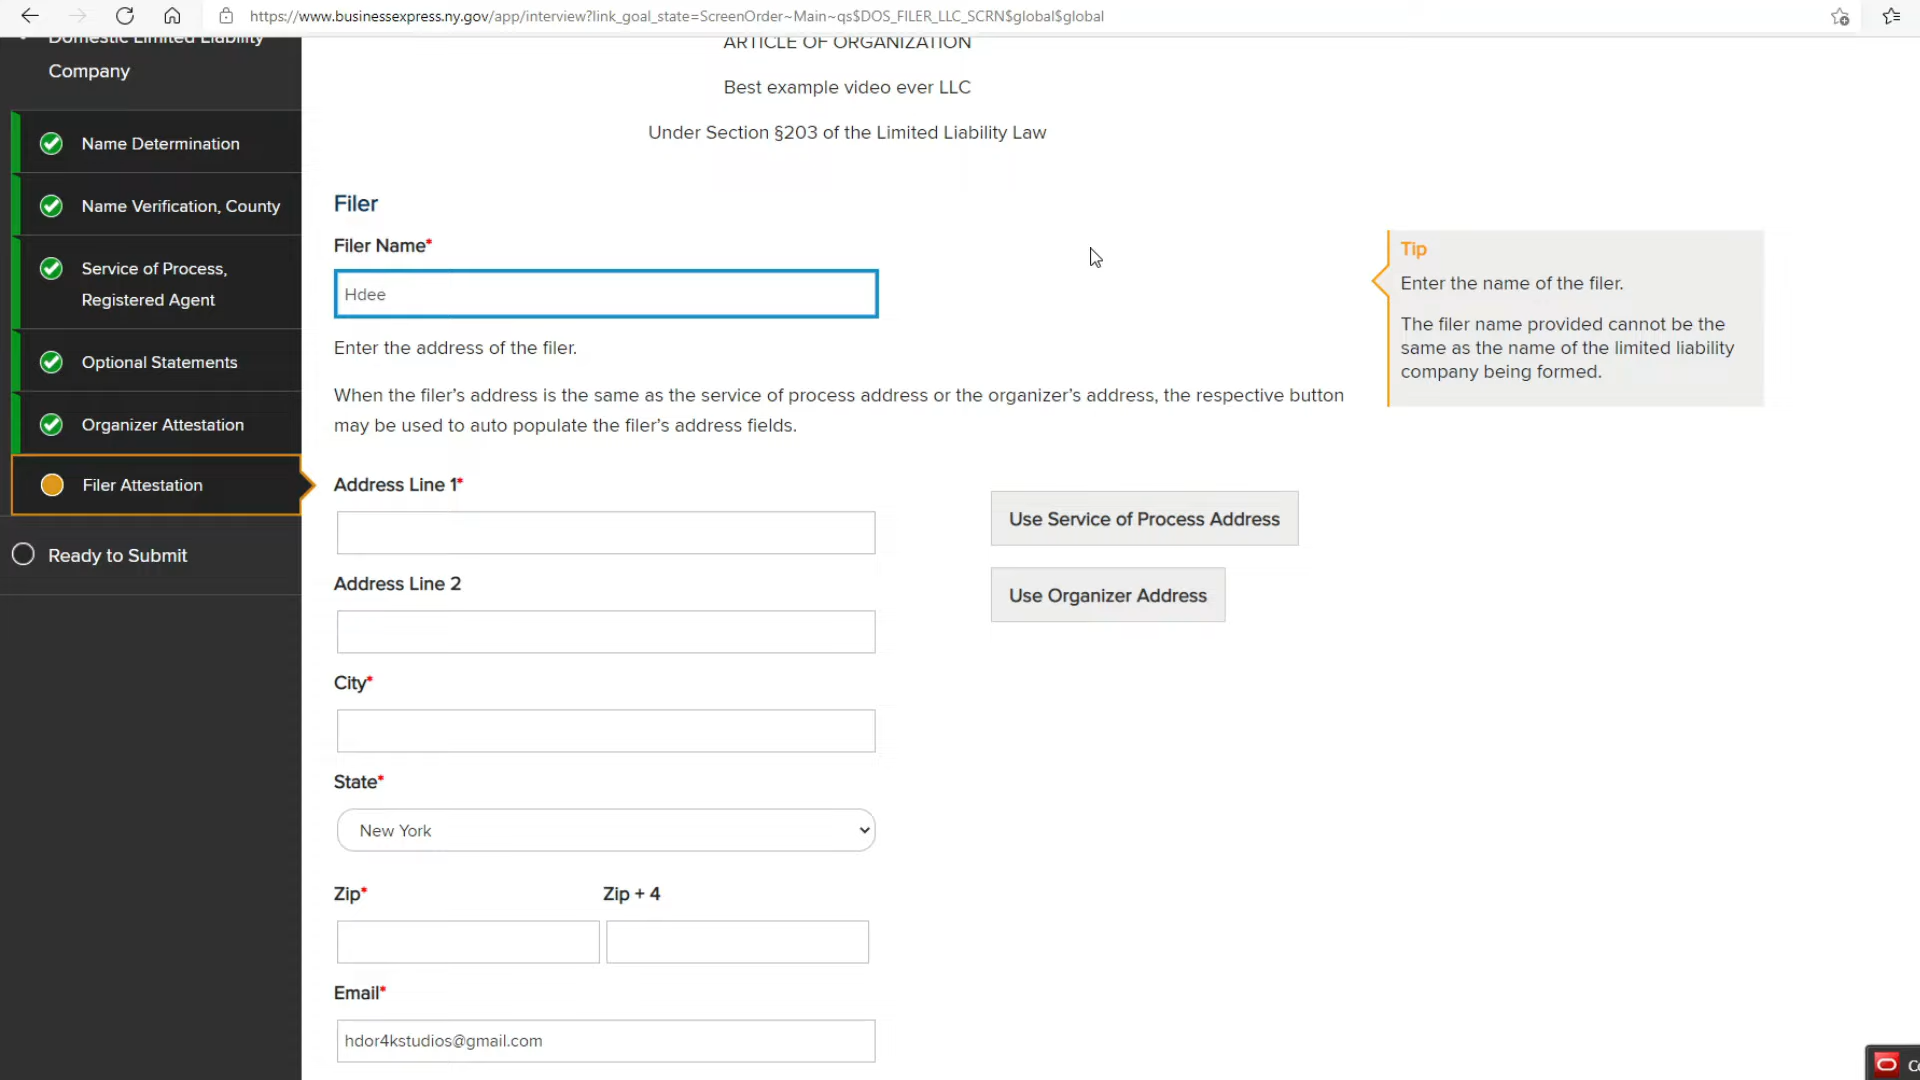 https://www.businessexpress.ny.gov/app/interview?link_goal_state=ScreenOrder~Main~qs$DOS_FILER_LLC_SCRN$global$global
Domestic Limited Liability
Company
Name Determination
Name Verification, County
Service of Process,
Registered Agent
Optional Statements
Organizer Attestation
Filer Attestation
Ready to Submit
ARTICLE OF ORGANIZATION
Best example video ever LLC
Under Section §203 of the Limited Liability Law
Filer
Filer Name*
Hdee
Enter the address of the filer.
When the filer’s address is the same as the service of process address or the organizer’s address, the respective button
may be used to auto populate the filer’s address fields.
Address Line 1*
Address Line 2
City*
State*
New York
Zip*
Zip + 4
Email*
hdor4kstudios@gmail.com
Use Service of Process Address
Use Organizer Address
Tip
Enter the name of the filer.
The filer name provided cannot be the
same as the name of the limited liability
company being formed.